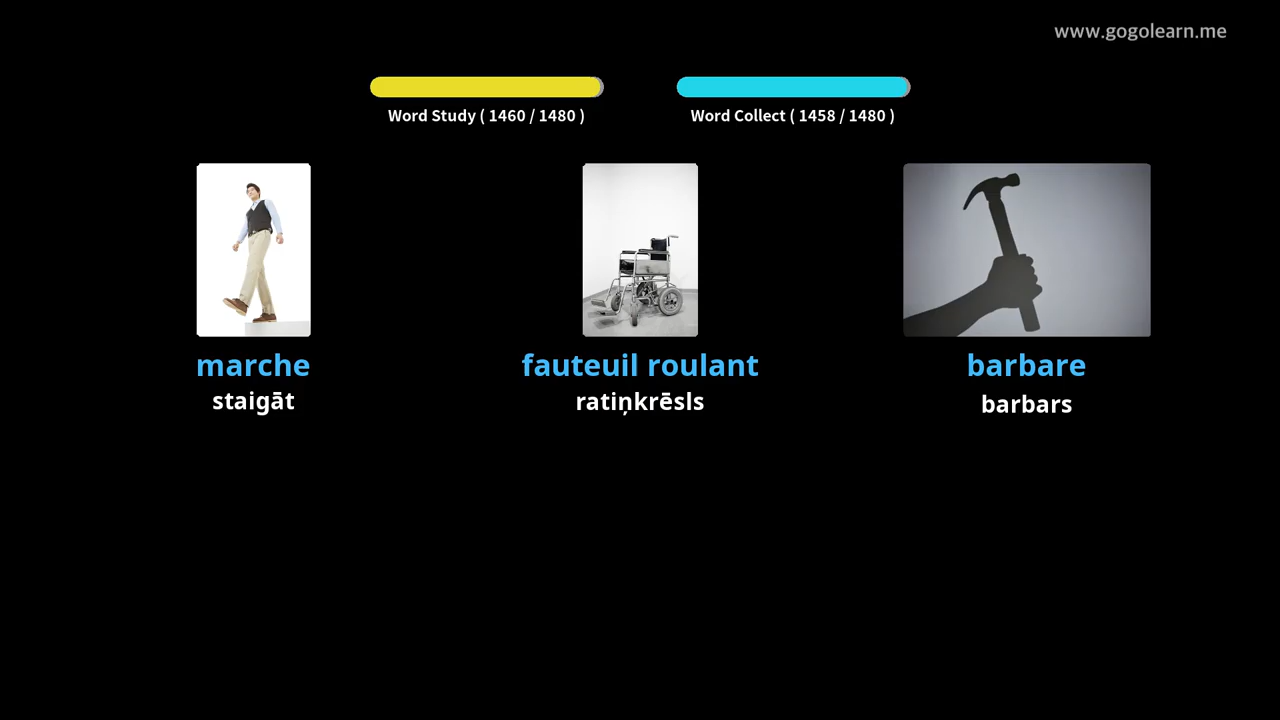 www.gogolearn.me
Word Study ( 1460 / 1480 )
Word Collect ( 1458 / 1480 )
marche
staigāt
fauteuil roulant
ratiņkrēsls
barbare
barbars